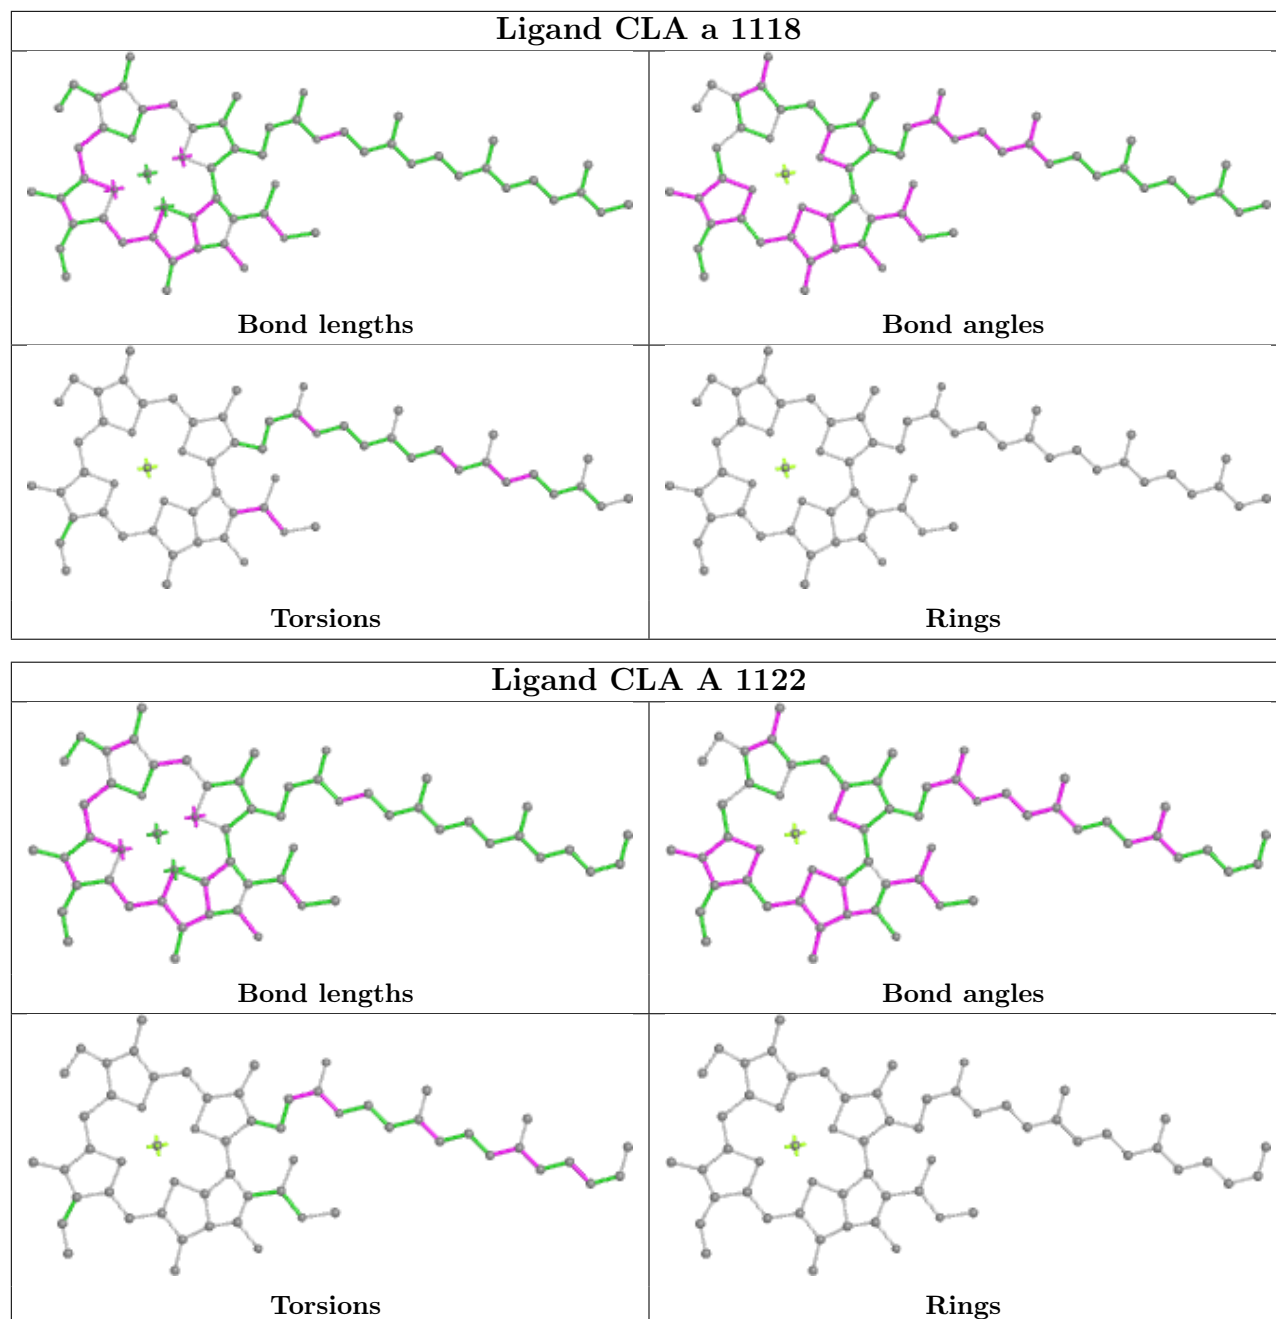 Ligand CLA a 1118
Bond lengths
Bond angles
Torsions
Rings
Ligand CLA A 1122
Bond lengths
Bond angles
Torsions
Rings